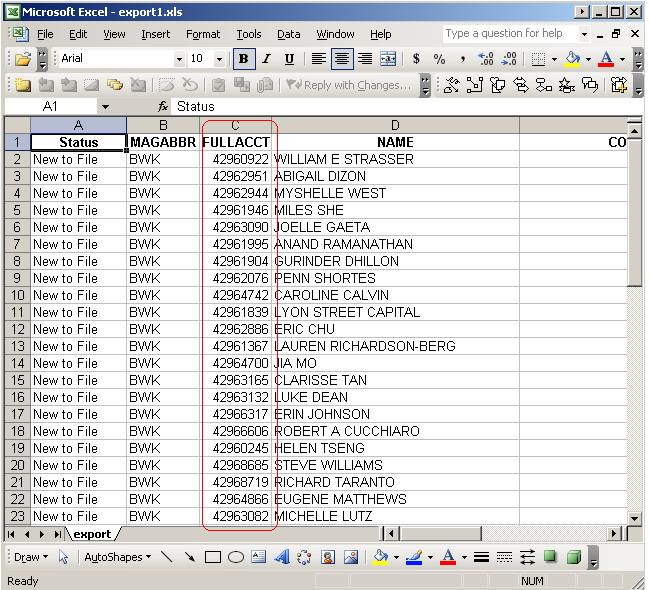 Microsoft Excel - export1.xls
File Edit View Insert Format Tools Data Window Help Type a question for help
Arial 10 B I U $ % , .00 .00
Reply with Changes...
A1 fx Status
A B C D
1 Status MAGABBR FULLACCT NAME CO
2 New to File BWK 42960922 WILLIAM E STRASSER
3 New to File BWK 42962951 ABIGAIL DIZON
4 New to File BWK 42962944 MYSHELLE WEST
5 New to File BWK 42961946 MILES SHE
6 New to File BWK 42963090 JOELLE GAETA
7 New to File BWK 42961995 ANAND RAMANATHAN
8 New to File BWK 42961904 GURINDER DHILLON
9 New to File BWK 42962076 PENN SHORTES
10 New to File BWK 42964742 CAROLINE CALVIN
11 New to File BWK 42961839 LYON STREET CAPITAL
12 New to File BWK 42962886 ERIC CHU
13 New to File BWK 42961367 LAUREN RICHARDSON-BERG
14 New to File BWK 42964700 JIA MO
15 New to File BWK 42963165 CLARISSE TAN
16 New to File BWK 42963132 LUKE DEAN
17 New to File BWK 42966317 ERIN JOHNSON
18 New to File BWK 42966606 ROBERT A CUCCHIARO
19 New to File BWK 42960245 HELEN TSENG
20 New to File BWK 42968685 STEVE WILLIAMS
21 New to File BWK 42968719 RICHARD TARANTO
22 New to File BWK 42964866 EUGENE MATTHEWS
23 New to File BWK 42963082 MICHELLE LUTZ
export
Draw AutoShapes A A
Ready NUM